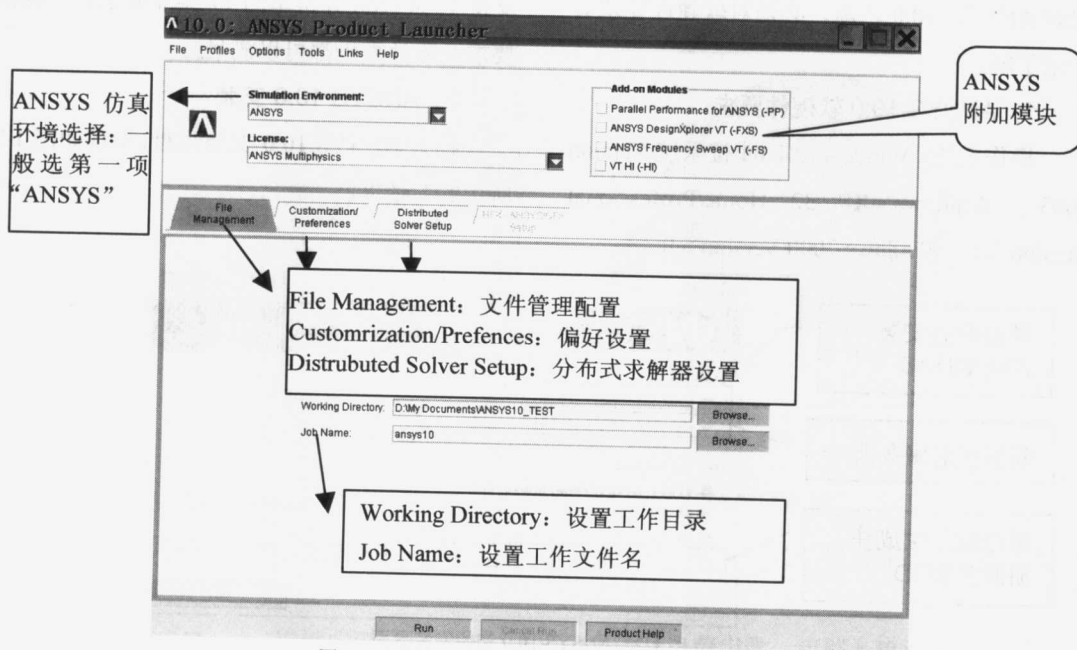 10.0: ANSYS Product Launcher
File Profiles Options Tools Links Help
ANSYS 仿真
环境选择：一
般选第一项
“ANSYS”
Simulation Environment:
ANSYS
License:
ANSYS Multiphysics
Add-on Modules
Parallel Performance for ANSYS (-PP)
ANSYS DesignXplorer VT (-FXS)
ANSYS Frequency Sweep VT (-FS)
VT HI (-HI)
ANSYS
附加模块
File
Management
Customization/
Preferences
Distributed
Solver Setup
Setup
File Management：文件管理配置
Customrization/Prefences：偏好设置
Distrubuted Solver Setup：分布式求解器设置
Working Directory: D:\My Documents\ANSYS10_TEST Browse...
Job Name: ansys10 Browse...
Working Directory：设置工作目录
Job Name：设置工作文件名
Run Cancel Run Product Help